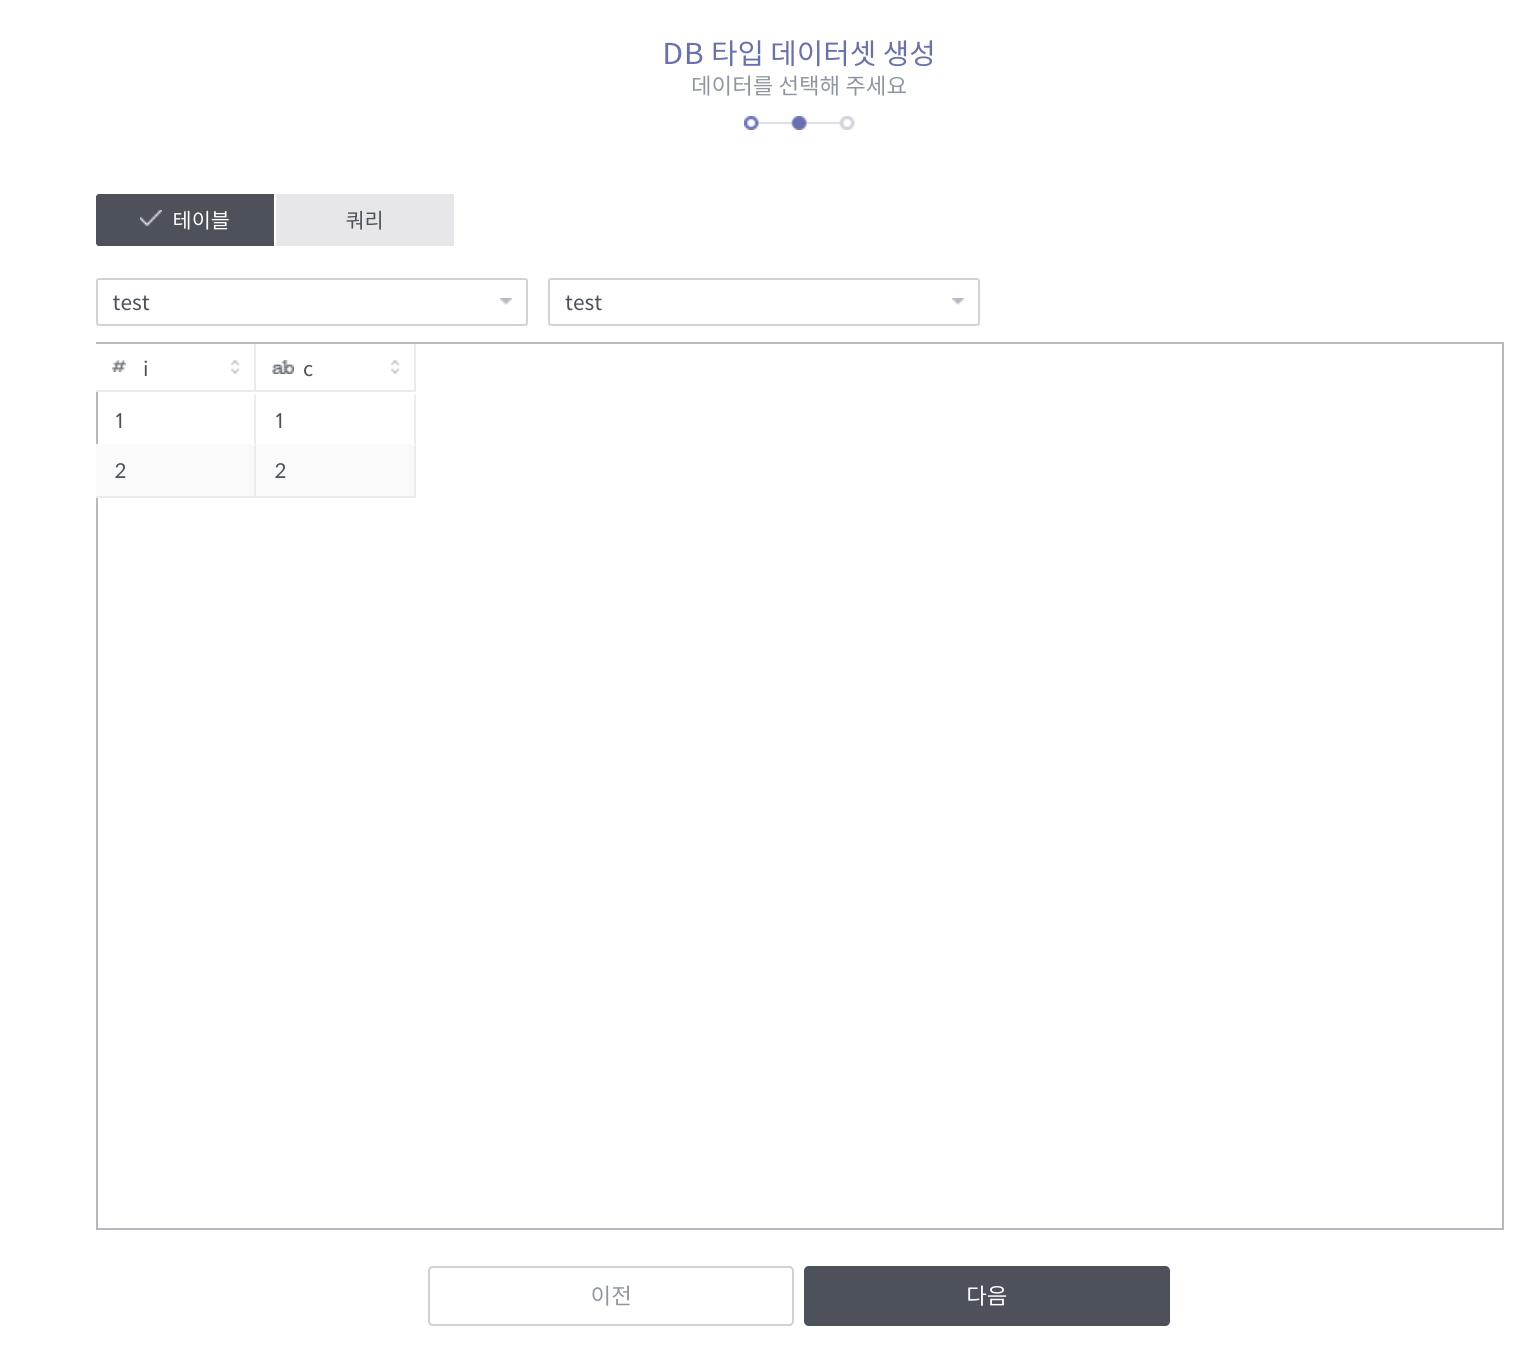 DB 타입 데이터셋 생성
데이터를 선택해 주세요
테이블 쿼리
test test
# i ab c
1 1
2 2
이전 다음